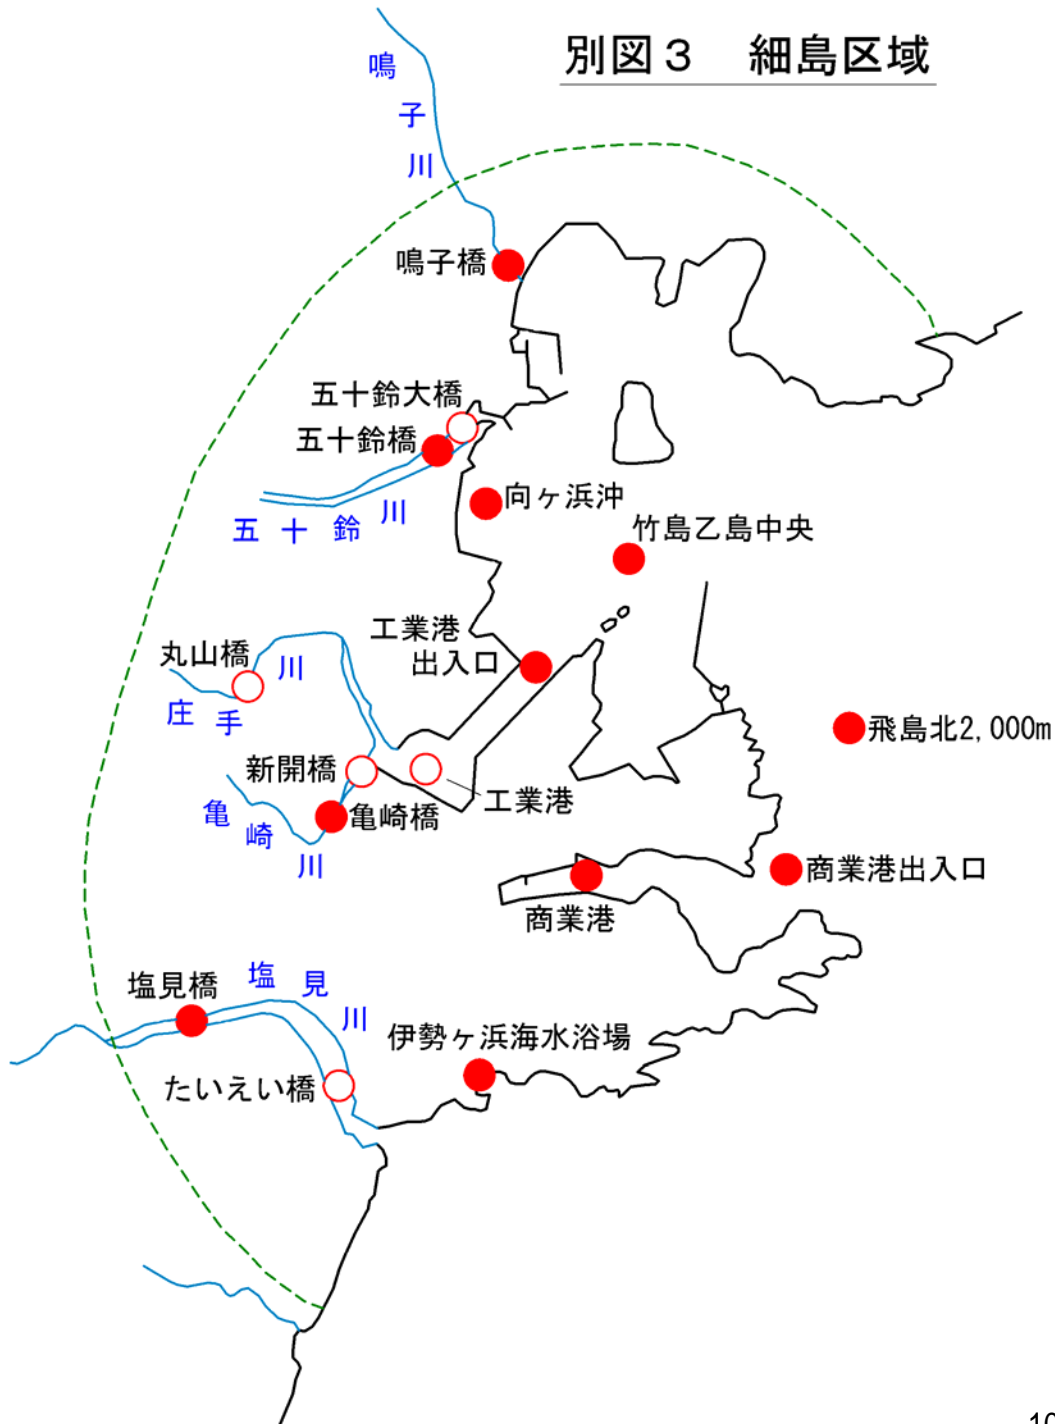 別図３　細島区域
鳴子川
鳴子橋
五十鈴大橋
五十鈴橋
五十鈴川
向ヶ浜沖
竹島乙島中央
工業港
出入口
丸山橋
庄手川
飛島北2,000m
新開橋
工業港
亀崎橋
亀崎川
商業港出入口
商業港
塩見橋
塩見川
伊勢ヶ浜海水浴場
たいえい橋